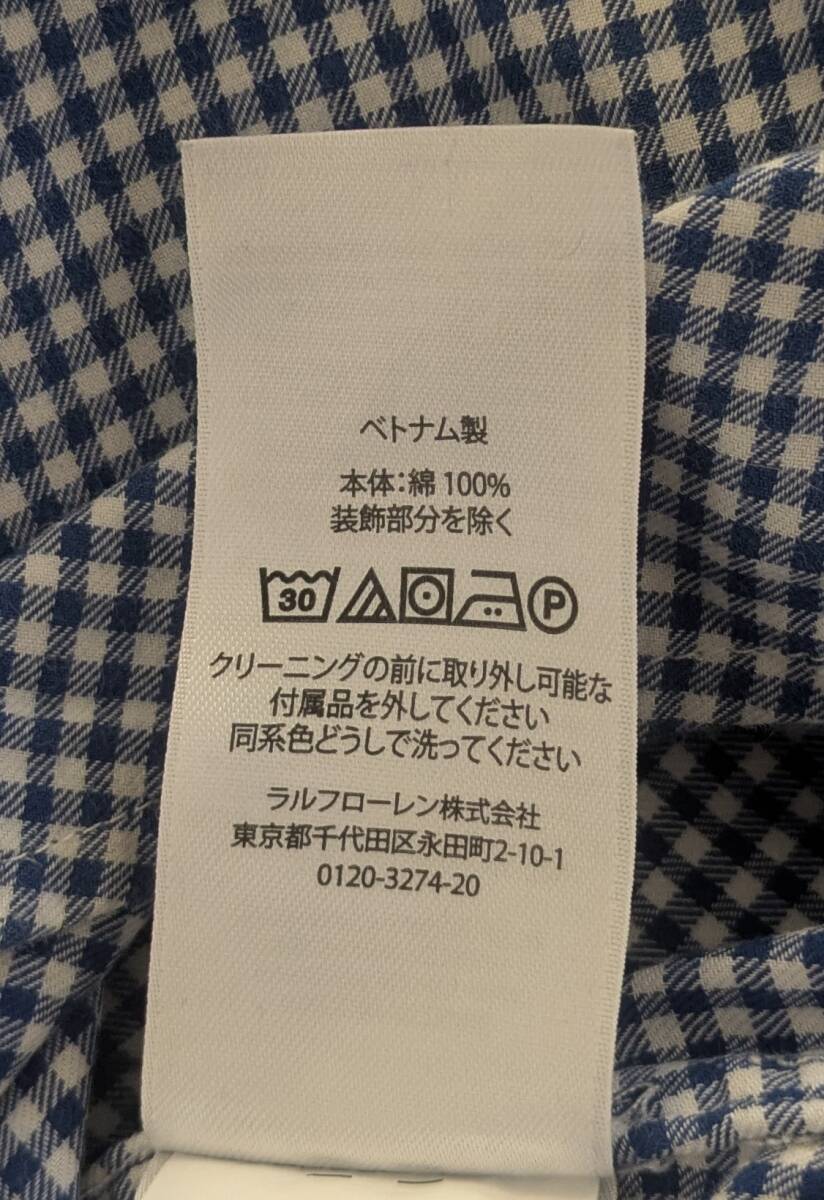 ベトナム製
本体:綿 100%
装飾部分を除く
30 P
クリーニングの前に取り外し可能な
付属品を外してください
同系色どうしで洗ってください
ラルフローレン株式会社
東京都千代田区永田町2-10-1
0120-3274-20